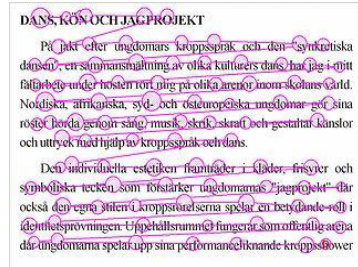 DANS, KÖN OCH JAGPROJEKT
På jakt efter ungdomars kroppsspråk och den "synkretiska
dansen", en sammansmältning av olika kulturers dans, har jag i mitt
fältarbete under hösten rört mig på olika arenor inom skolans värld.
Nordiska, afrikanska, syd- och östeuropeiska ungdomar gör sina
röster hörda genom sång, musik, skrik, skratt och gestaltar känslor
och uttryck med hjälp av kroppsspråk och dans.
Den individuella estetiken framträder i kläder, frisyrer och
symboliska tecken som förstärker ungdomarnas "jagprojekt" där
också den egna stilen i kroppsrörelserna spelar en betydande roll i
identitetsprövningen. Uppehållsrummet fungerar som offentlig arena
där ungdomarna spelar upp sina performanceliknande kroppsshower